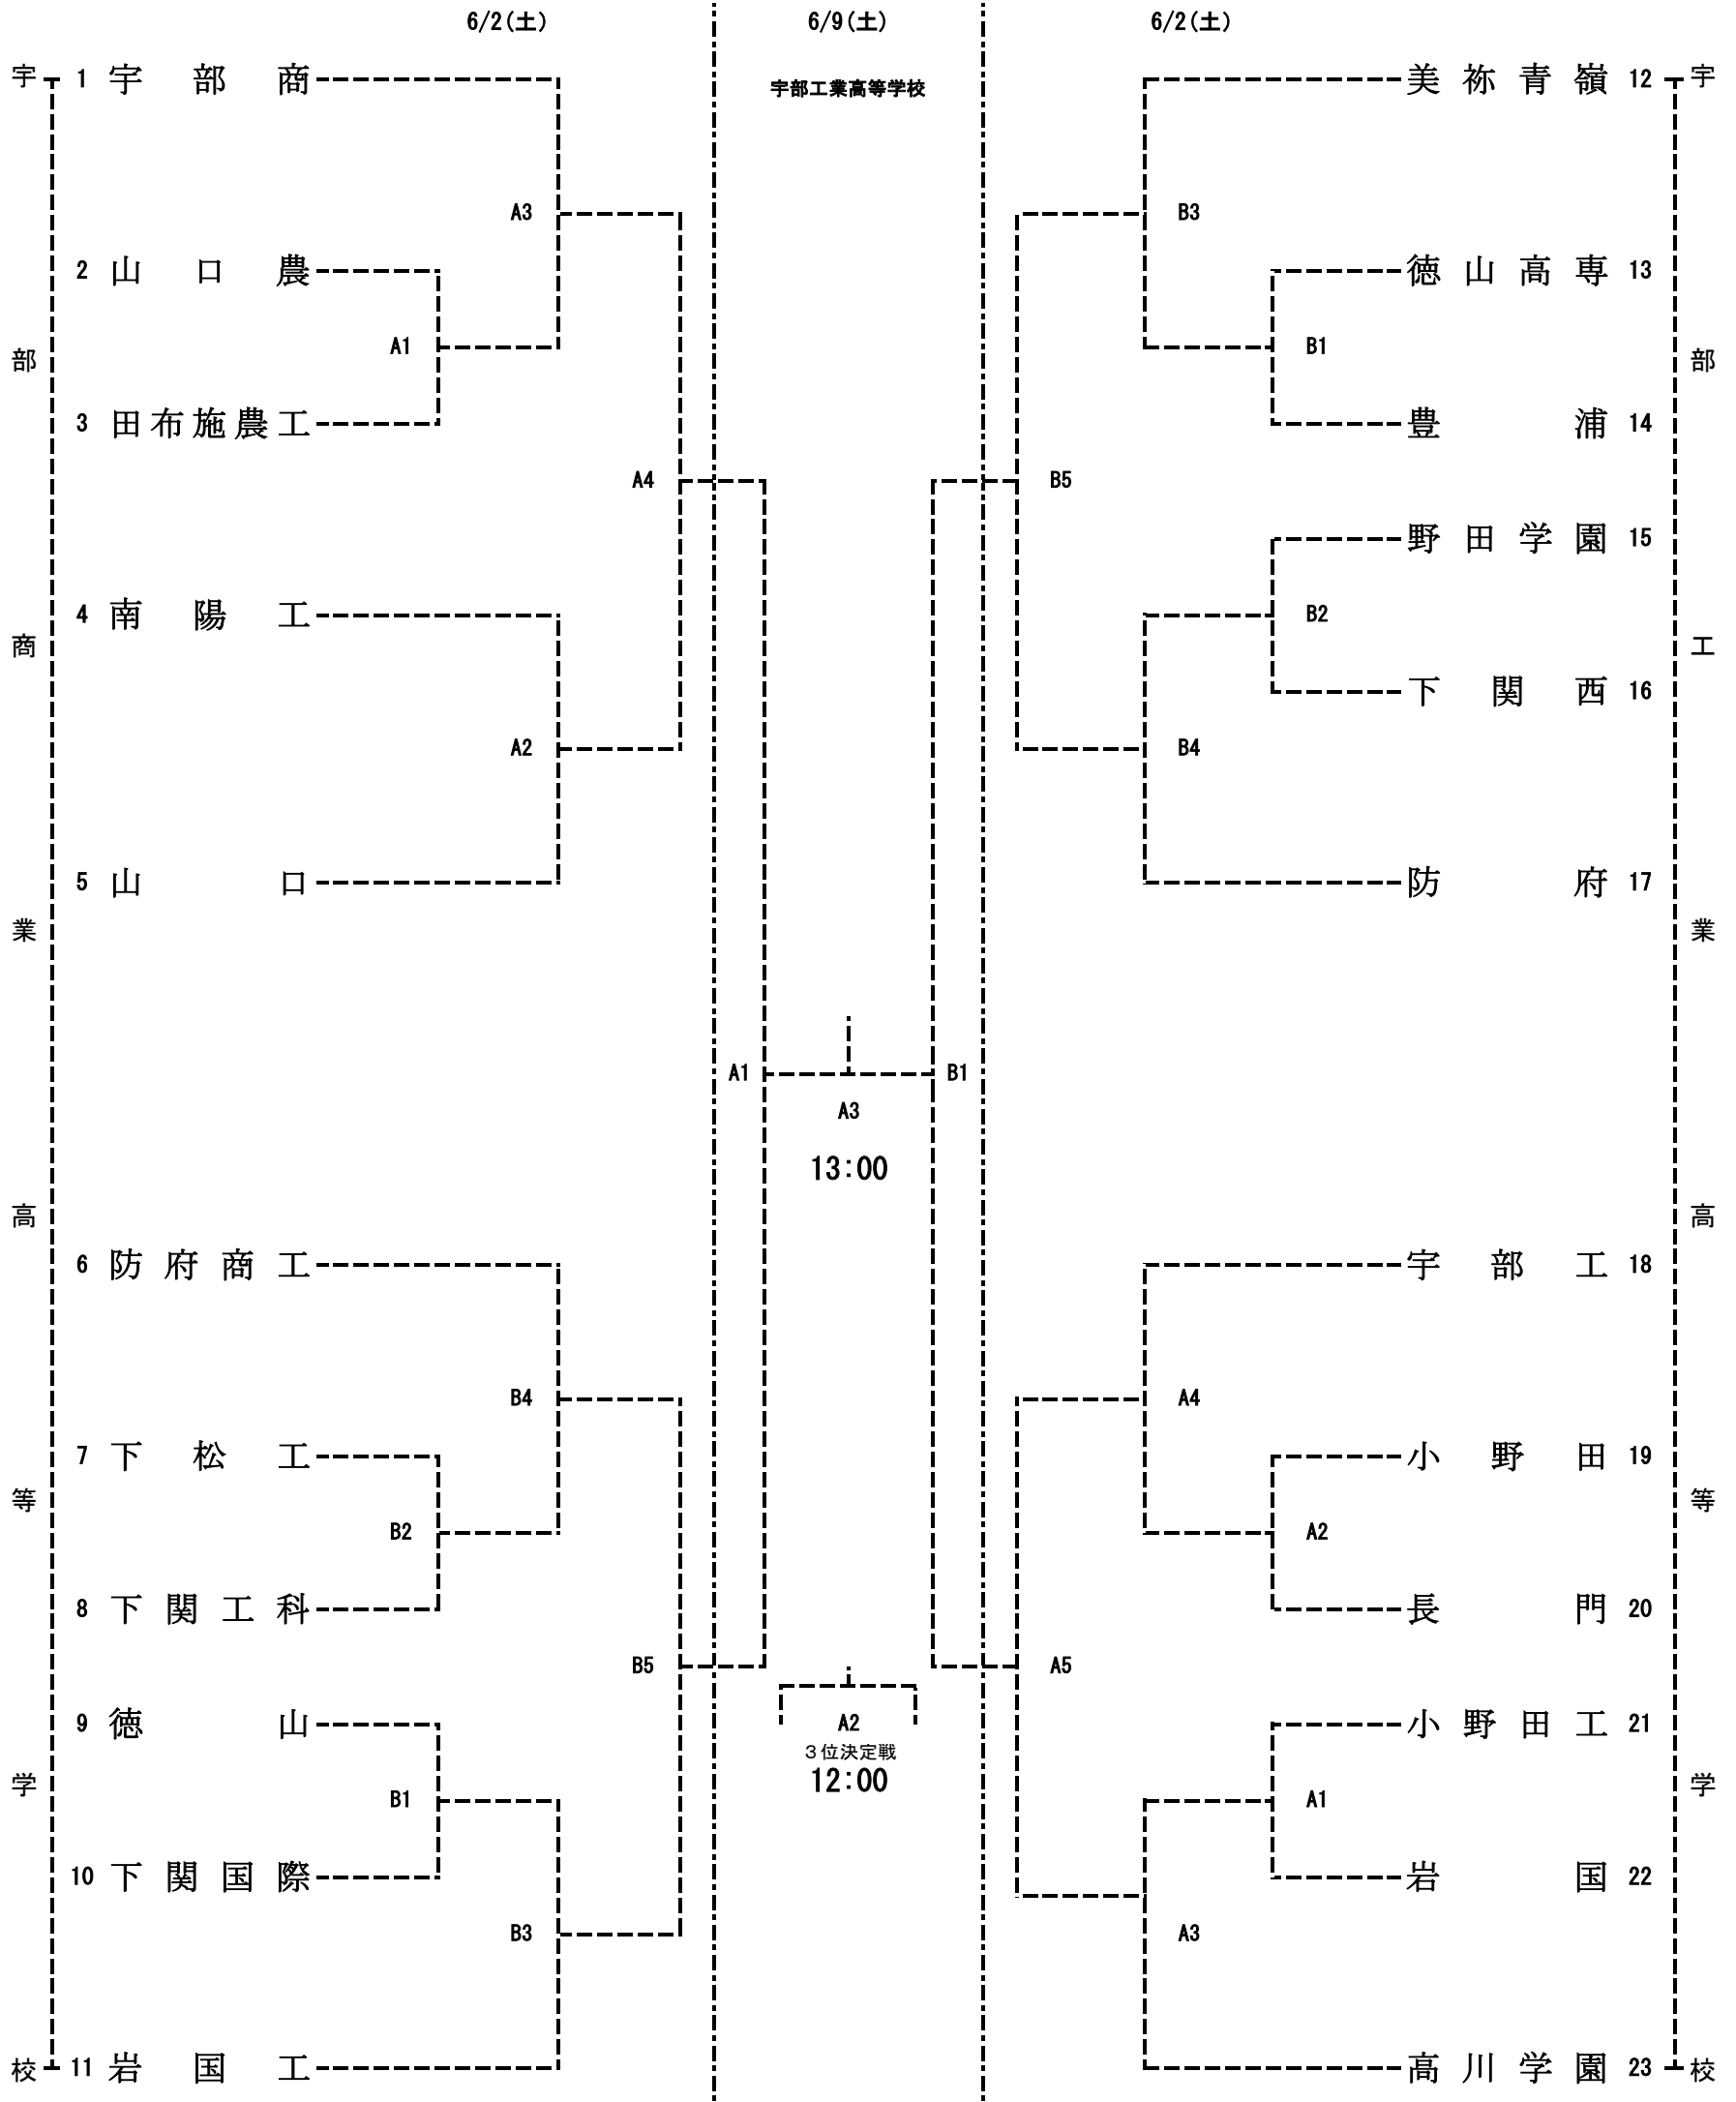 6/2(土)
6/9(土)
6/2(土)
宇部工業高等学校
宇部商業高等学校
1 宇部商
A3
2 山口農
A1
3 田布施農工
A4
4 南陽工
A2
5 山口
6 防府商工
B4
7 下松工
B2
8 下関工科
B5
9 徳山
B1
10 下関国際
B3
11 岩国工
A1
B1
A3
13:00
A2
3位決定戦
12:00
美祢青嶺 12
B3
徳山高専 13
B1
豊浦 14
B5
野田学園 15
B2
下関西 16
B4
防府 17
宇部工 18
A4
小野田 19
A2
長門 20
A5
小野田工 21
A1
岩国 22
A3
高川学園 23
宇部工業高等学校